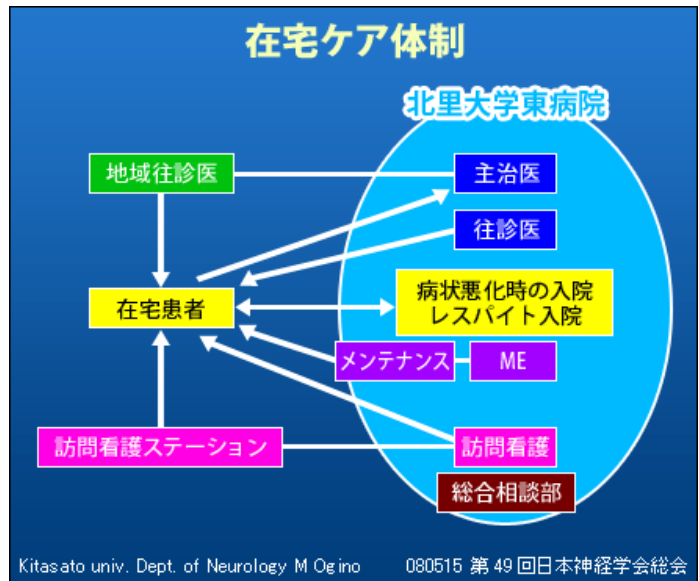 在宅ケア体制
北里大学東病院
地域往診医
主治医
往診医
在宅患者
病状悪化時の入院
レスパイト入院
メンテナンス
ME
訪問看護ステーション
訪問看護
総合相談部
Kitasato univ. Dept. of Neurology M Ogino
080515 第49回日本神経学会総会